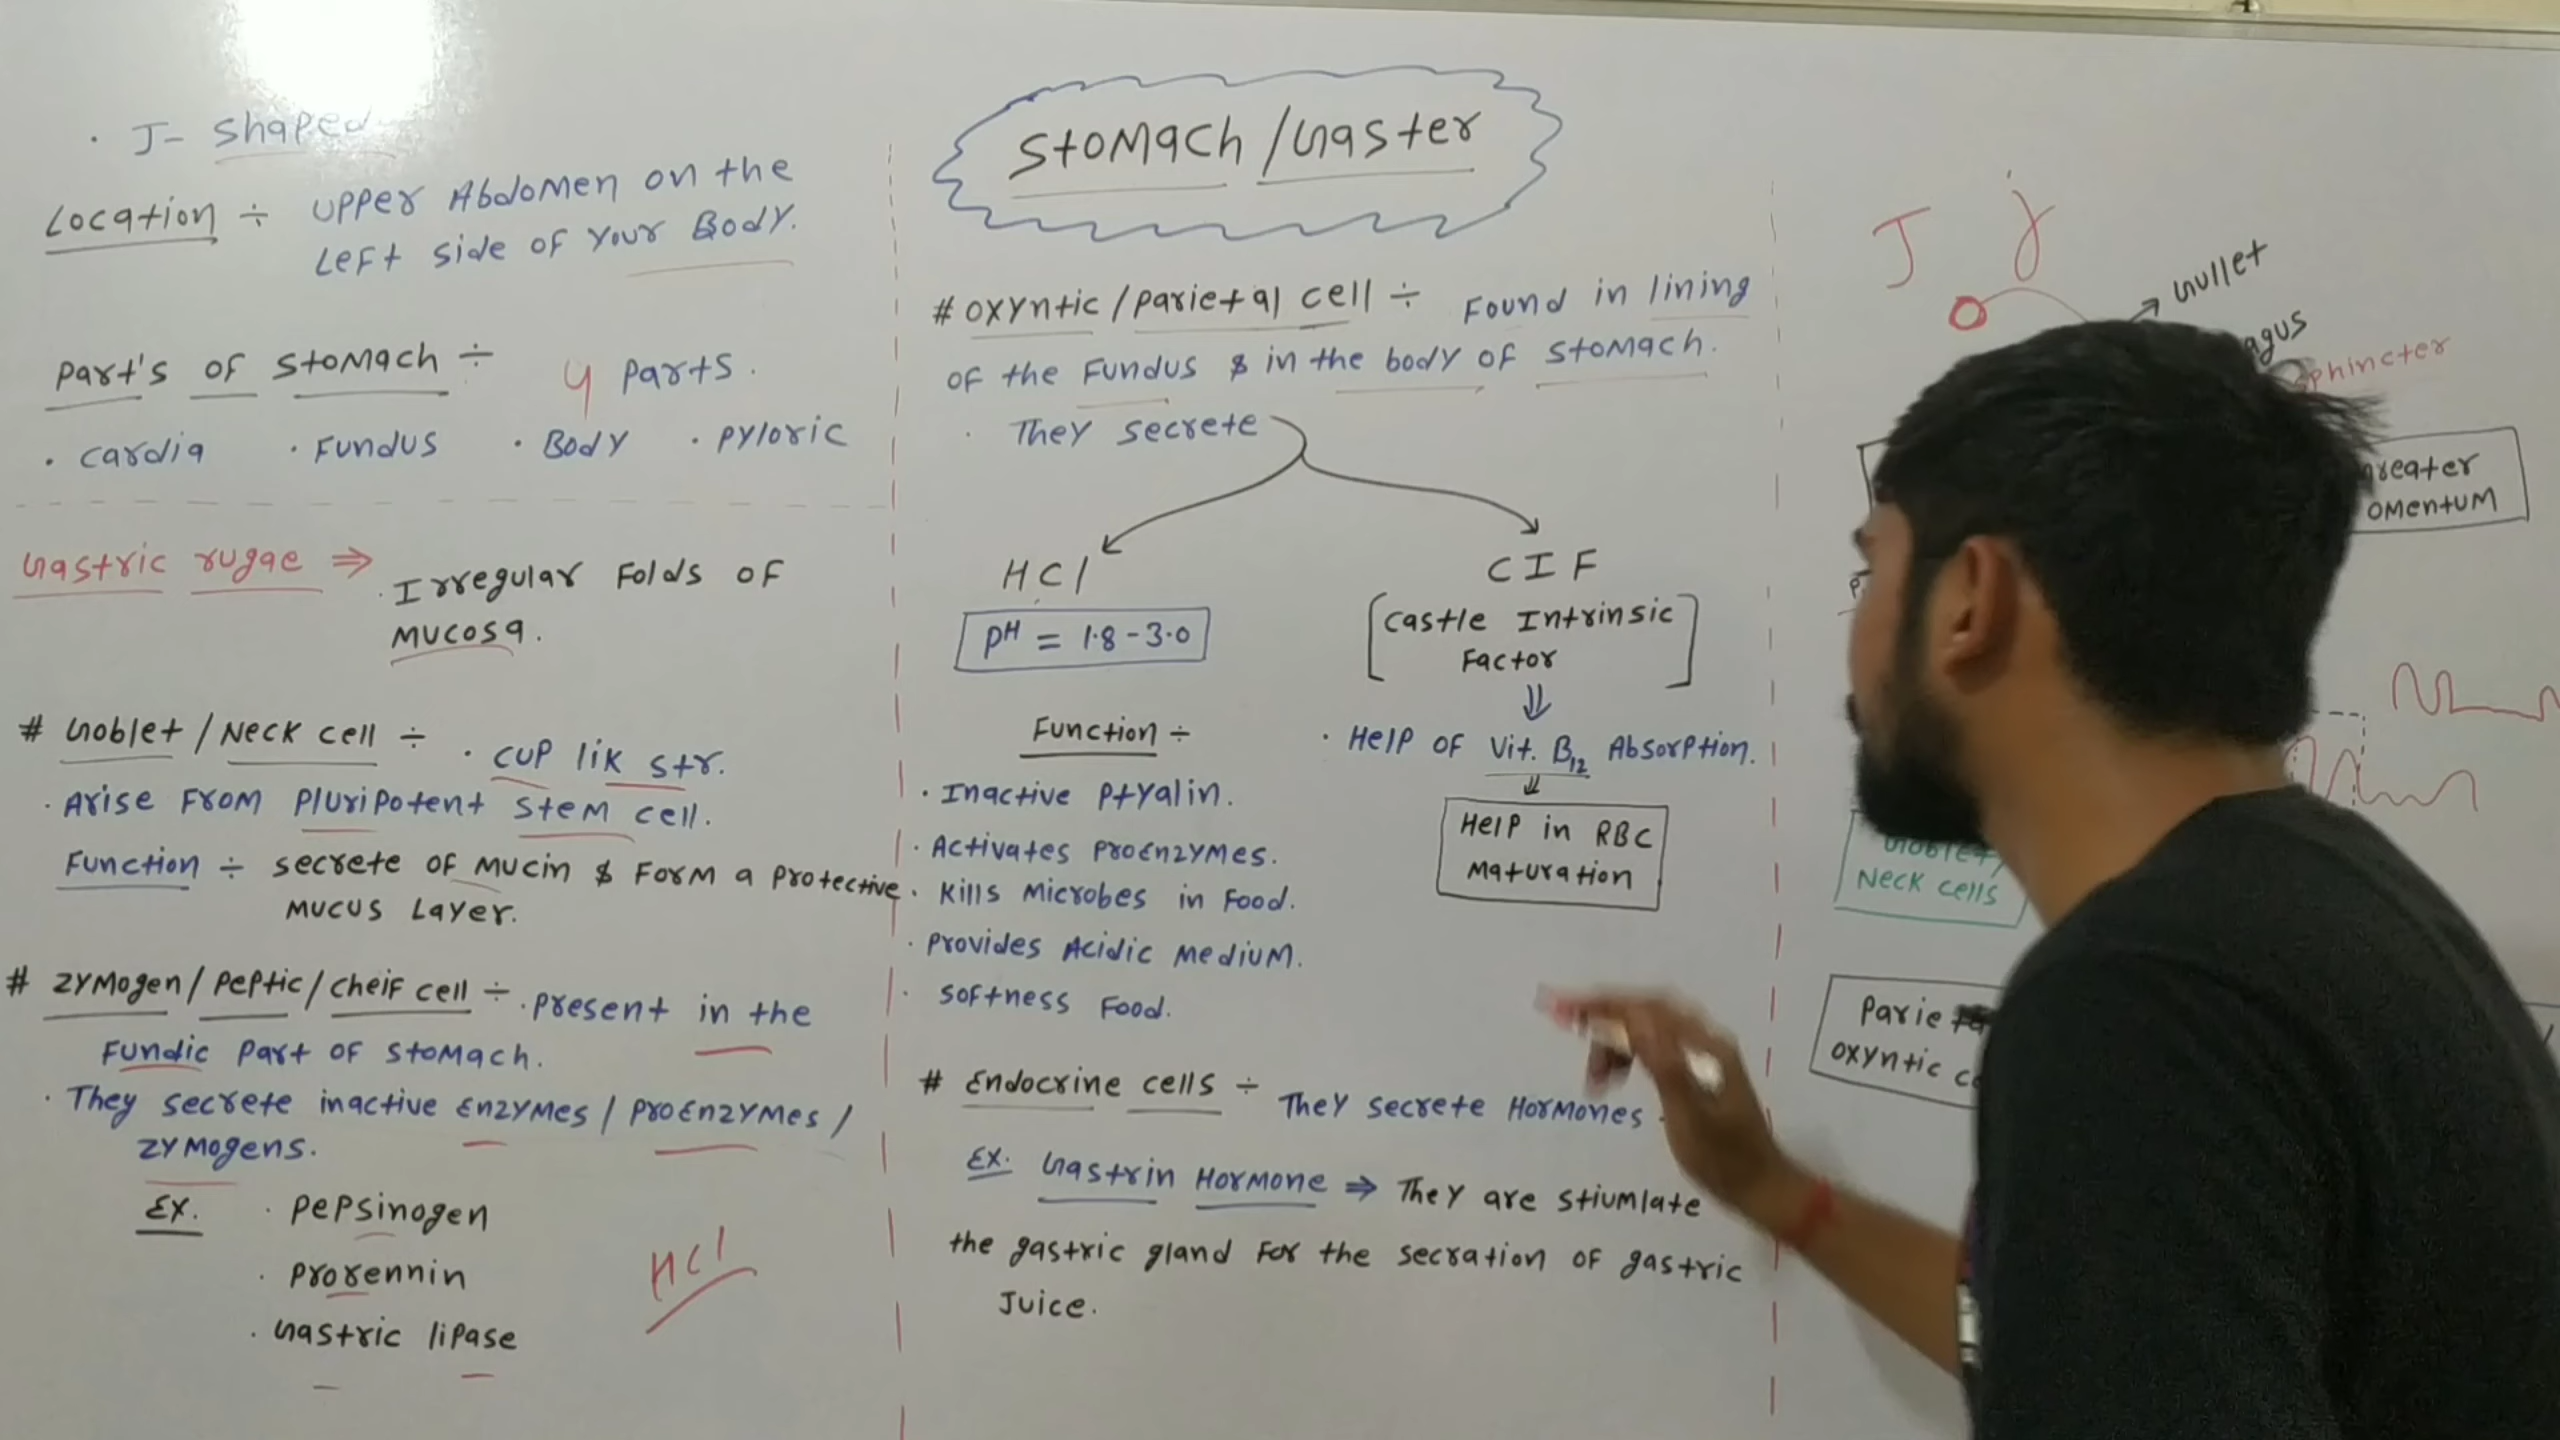 · J- Shaped
Location ÷ upper Abdomen on the
Left side of Your Body.
Part's of stomach ÷ 4 Parts.
· Cardia · Fundus · Body · Pyloric
Gastric rugae ⇒ · Irregular Folds of
Mucosa.
# Goblet / Neck cell ÷ · Cup lik str.
· Arise From Pluripotent Stem cell.
Function ÷ secrete of Mucin & Form a Protective
Mucus Layer.
# Zymogen / Peptic / cheif cell ÷ · Present in the
Fundic Part of Stomach.
· They secrete inactive Enzymes / ProEnzymes /
Zymogens.
Ex. · Pepsinogen
· Prorennin
· Gastric lipase
HCl
Stomach / Gaster
# Oxyntic / Parietal cell ÷ Found in lining
of the Fundus & in the body of Stomach.
· They secrete
HCl
PH = 1.8 - 3.0
Function ÷
· Inactive Ptyalin.
· Activates ProEnzymes.
· Kills Microbes in Food.
· Provides Acidic Medium.
· Softness Food.
CIF
[Castle Intrinsic
Factor]
⇓
· Help of Vit. B12 Absorption.
⇓
Help in RBC
Maturation
# Endocrine cells ÷ They secrete Hormones.
Ex. Gastrin Hormone ⇒ They are stiumlate
the gastric gland For the secration of gastric
Juice.
J j
Gullet
sphincter
Greater
omentum
Goblet/
Neck cells
Parietal
Oxyntic